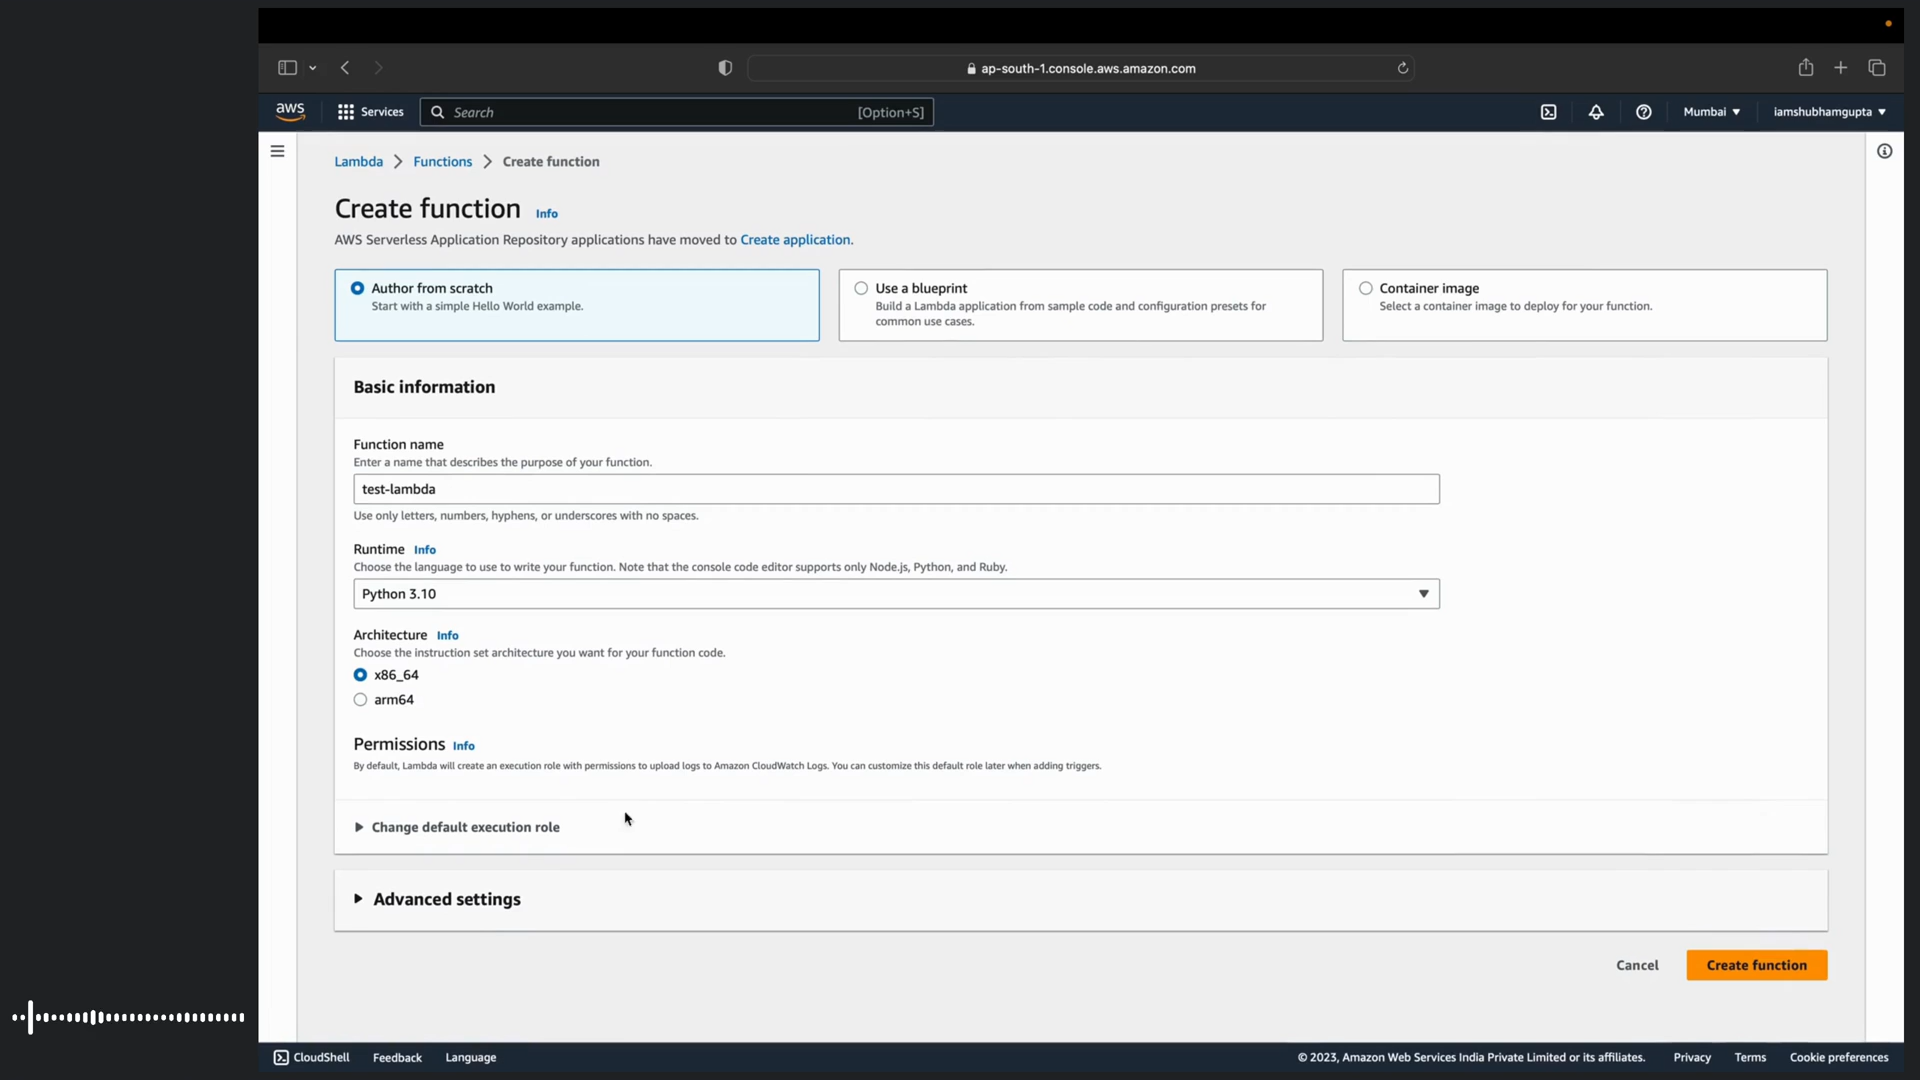 ap-south-1.console.aws.amazon.com
aws Services Search [Option+S] Mumbai iamshubhamgupta
Lambda Functions Create function
Create function Info
AWS Serverless Application Repository applications have moved to Create application.
Author from scratch
Start with a simple Hello World example.
Use a blueprint
Build a Lambda application from sample code and configuration presets for
common use cases.
Container image
Select a container image to deploy for your function.
Basic information
Function name
Enter a name that describes the purpose of your function.
test-lambda
Use only letters, numbers, hyphens, or underscores with no spaces.
Runtime Info
Choose the language to use to write your function. Note that the console code editor supports only Node.js, Python, and Ruby.
Python 3.10
Architecture Info
Choose the instruction set architecture you want for your function code.
x86_64
arm64
Permissions Info
By default, Lambda will create an execution role with permissions to upload logs to Amazon CloudWatch Logs. You can customize this default role later when adding triggers.
Change default execution role
Advanced settings
Cancel Create function
CloudShell Feedback Language © 2023, Amazon Web Services India Private Limited or its affiliates. Privacy Terms Cookie preferences